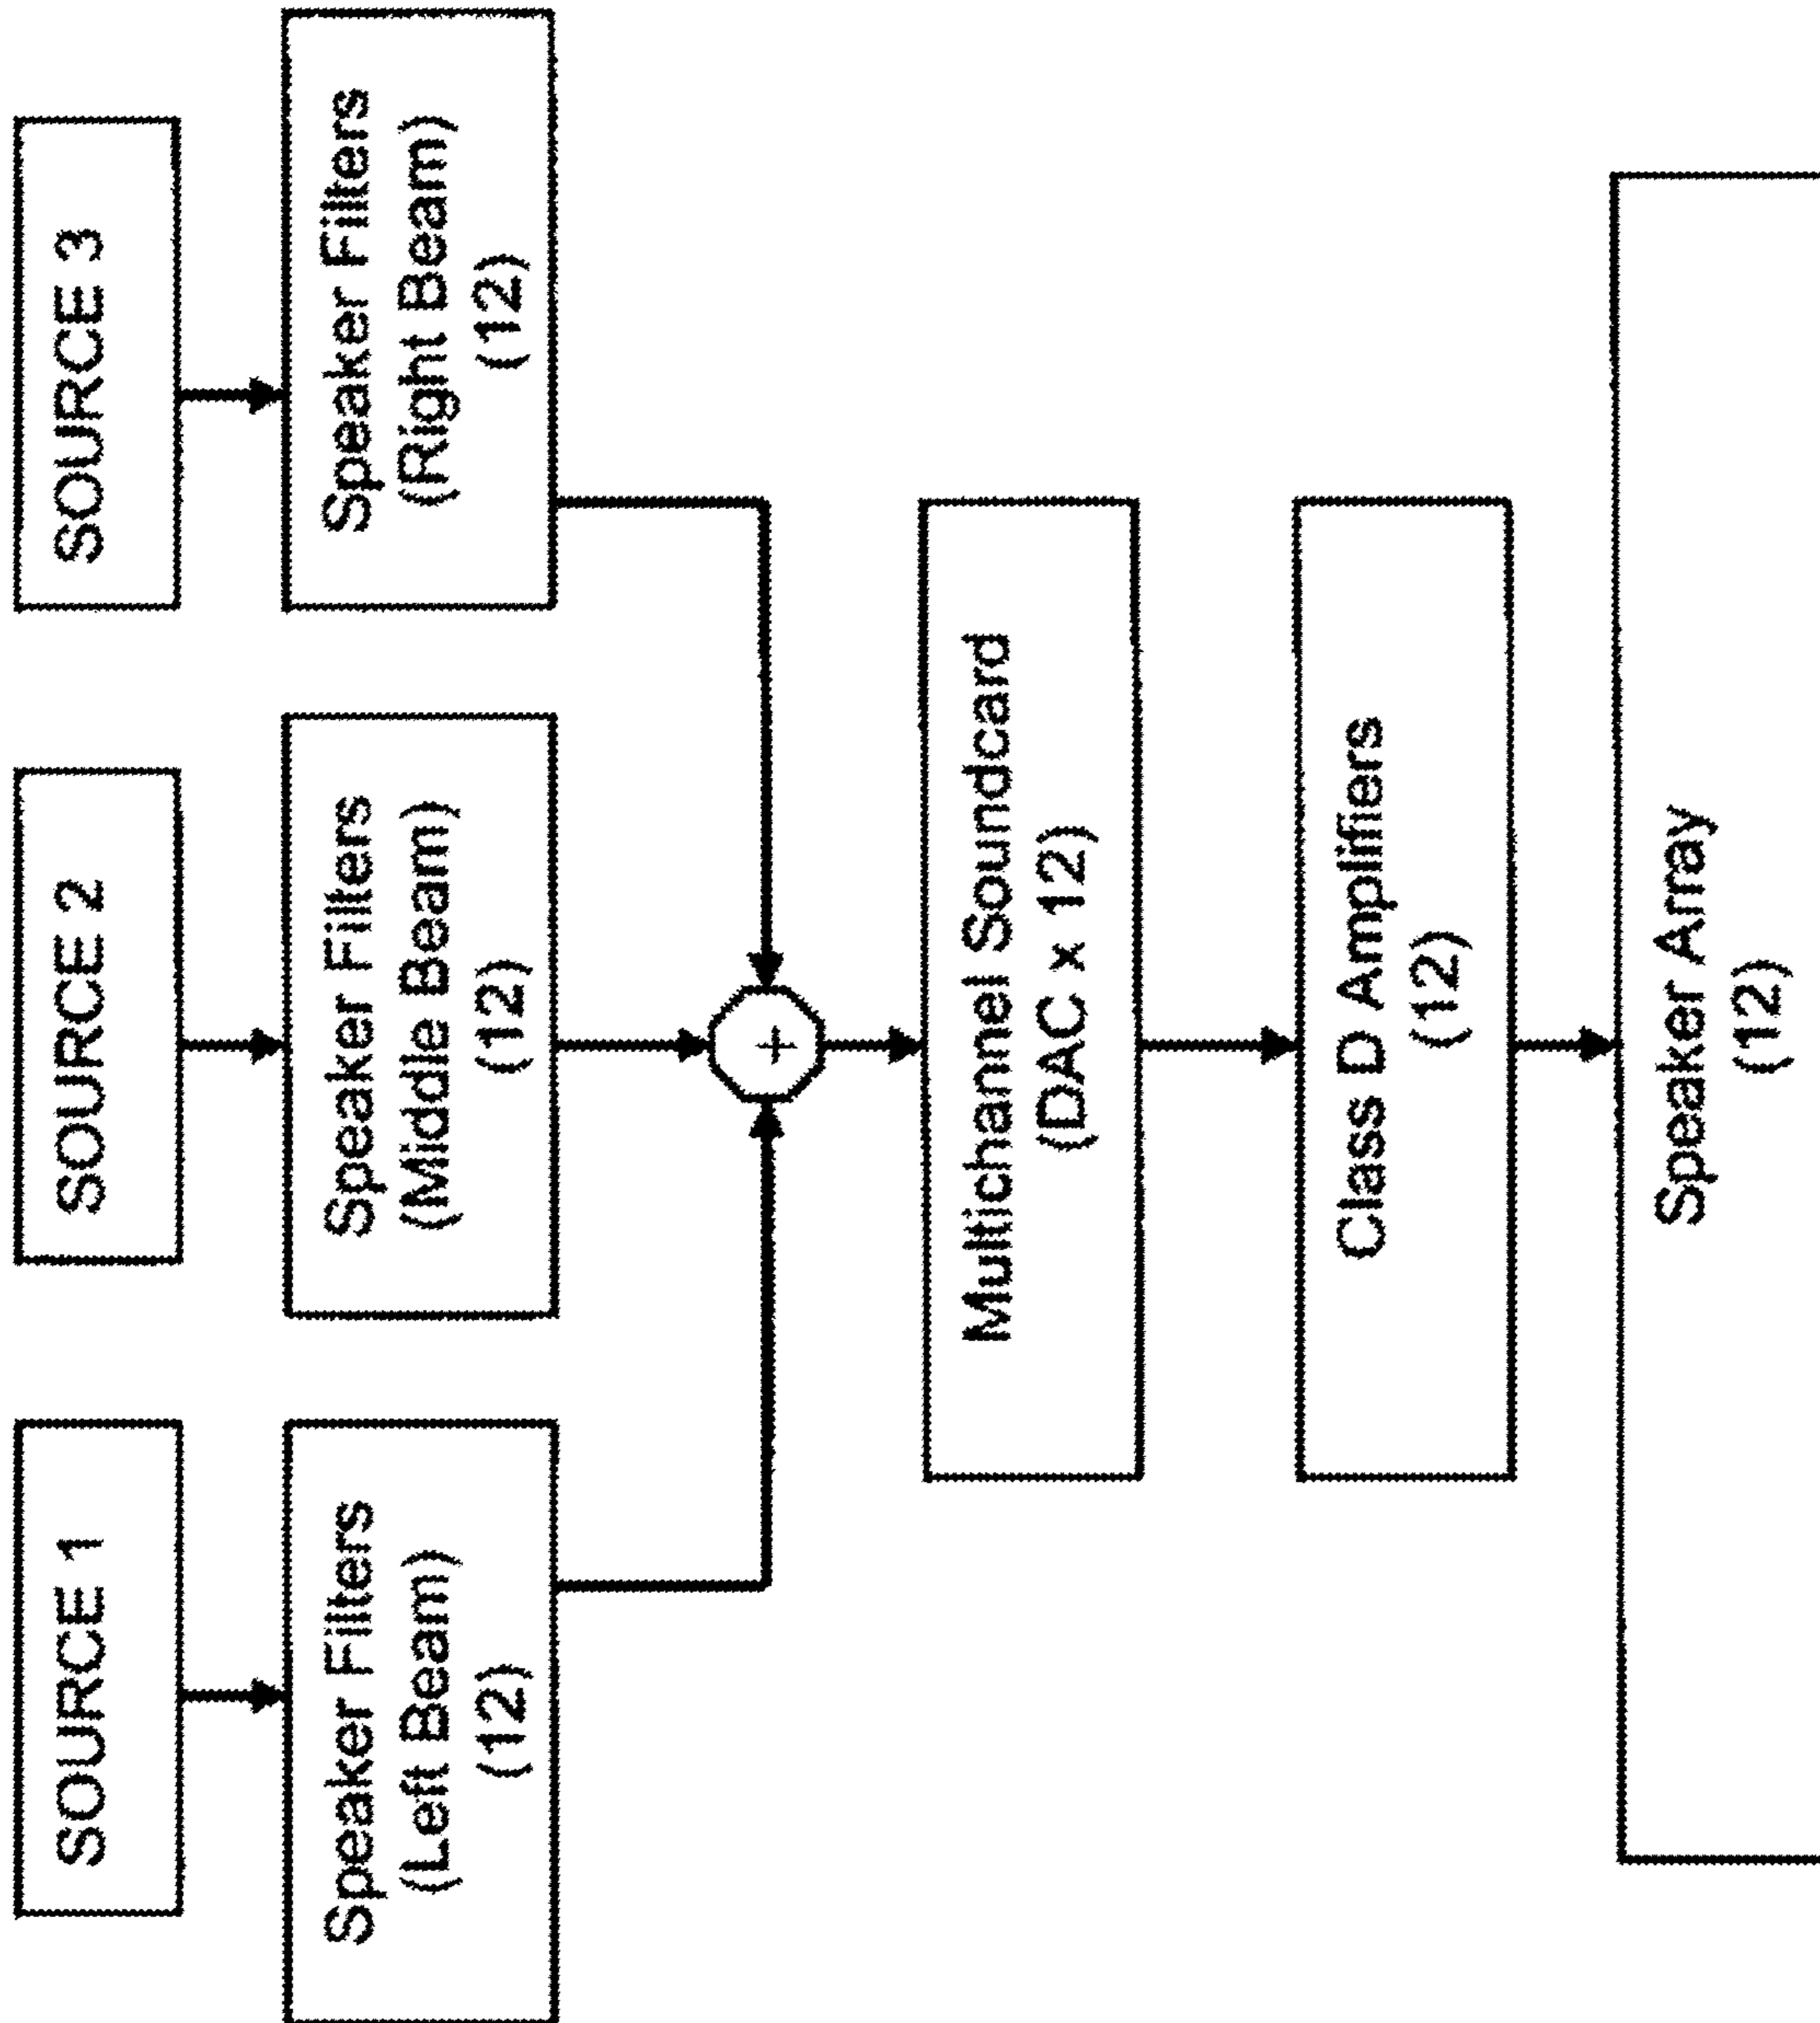 SOURCE 1
SOURCE 2
SOURCE 3
Speaker Filters
(Left Beam)
(12)
Speaker Filters
(Middle Beam)
(12)
Speaker Filters
(Right Beam)
(12)
+
Multichannel Soundcard
(DAC x 12)
Class D Amplifiers
(12)
Speaker Array
(12)